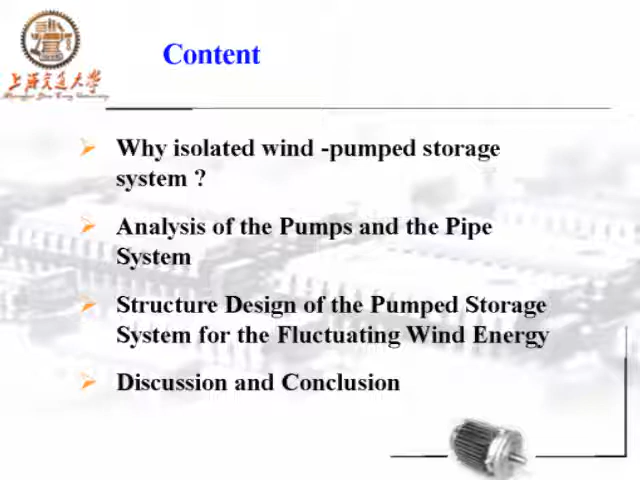 Content
上海交通大学
Why isolated wind -pumped storage
system ?
Analysis of the Pumps and the Pipe
System
Structure Design of the Pumped Storage
System for the Fluctuating Wind Energy
Discussion and Conclusion